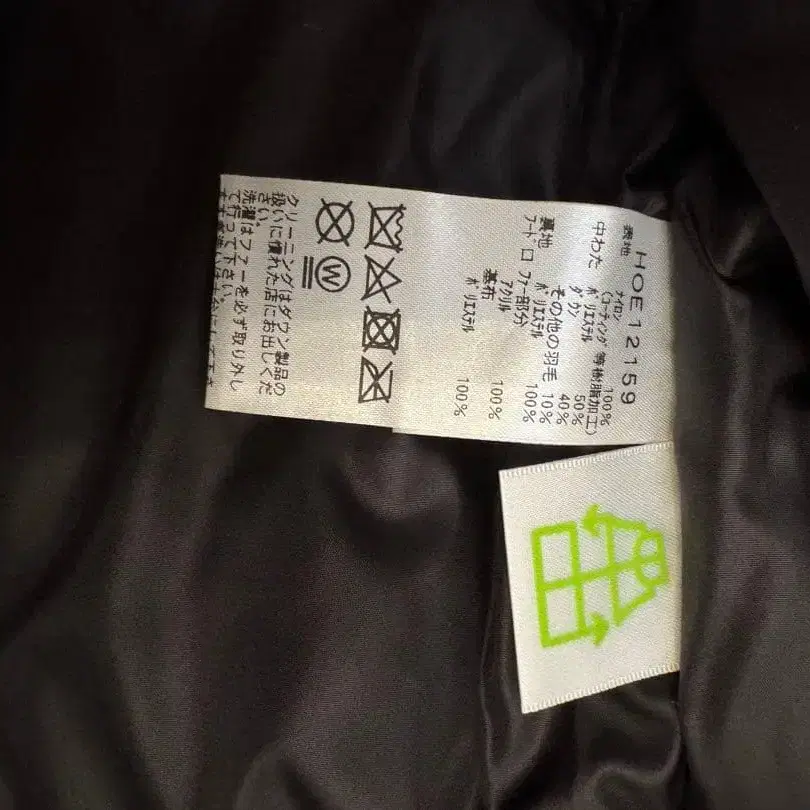 HOE12159
表地 ナイロン 100%
(コーティング 等樹脂加工)
中わた ポリエステル 50%
ダウン 40%
その他の羽毛 10%
裏地 ポリエステル 100%
フード口 ファー部分
アクリル 100%
基布
ポリエステル 100%
W
クリーニングはダウン製品の
扱いに慣れた店にお出しくだ
さい。
洗濯はファーを必ず取り外し
て行って下さい。